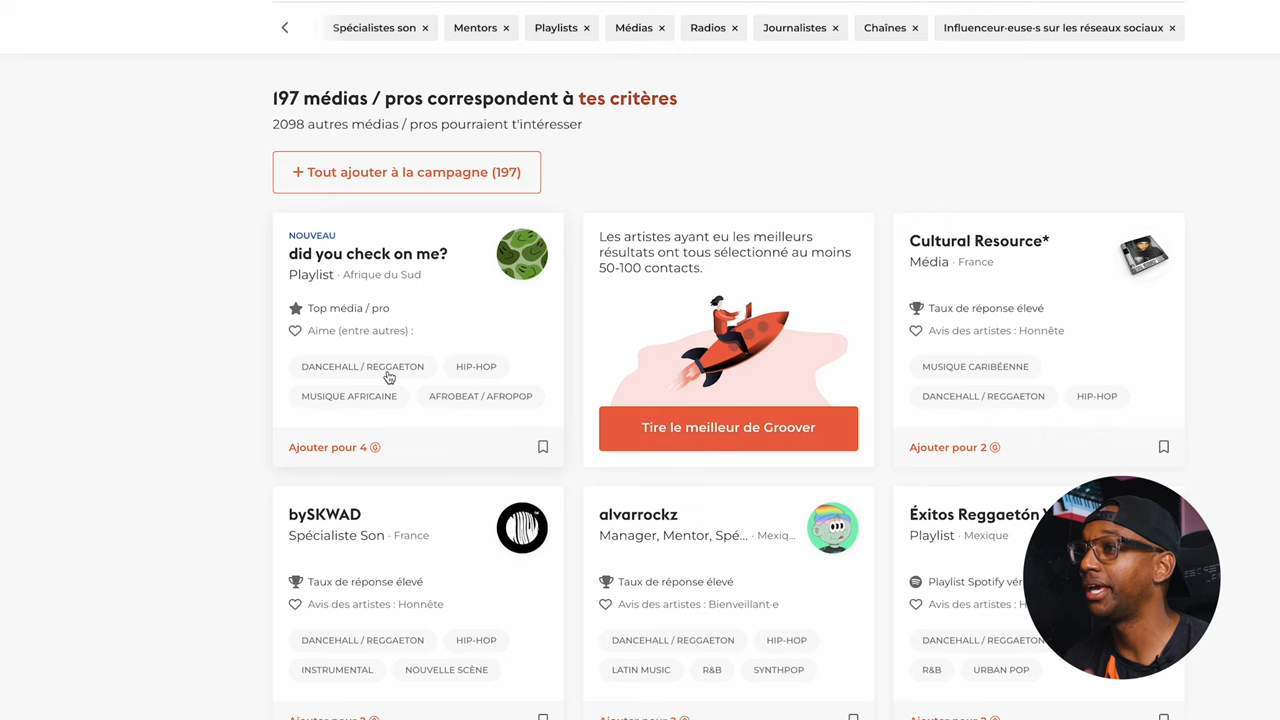 Spécialistes son ×
Mentors ×
Playlists ×
Médias ×
Radios ×
Journalistes ×
Chaînes ×
Influenceur·euse·s sur les réseaux sociaux ×
197 médias / pros correspondent à tes critères
2098 autres médias / pros pourraient t'intéresser
+ Tout ajouter à la campagne (197)
NOUVEAU
did you check on me?
Playlist · Afrique du Sud
Top média / pro
Aime (entre autres) :
DANCEHALL / REGGAETON
HIP-HOP
MUSIQUE AFRICAINE
AFROBEAT / AFROPOP
Ajouter pour 4
Les artistes ayant eu les meilleurs
résultats ont tous sélectionné au moins
50-100 contacts.
Tire le meilleur de Groover
Cultural Resource*
Média · France
Taux de réponse élevé
Avis des artistes : Honnête
MUSIQUE CARIBÉENNE
DANCEHALL / REGGAETON
HIP-HOP
Ajouter pour 2
bySKWAD
Spécialiste Son · France
Taux de réponse élevé
Avis des artistes : Honnête
DANCEHALL / REGGAETON
HIP-HOP
INSTRUMENTAL
NOUVELLE SCÈNE
alvarrockz
Manager, Mentor, Spé... · Mexiq...
Taux de réponse élevé
Avis des artistes : Bienveillant·e
DANCEHALL / REGGAETON
HIP-HOP
LATIN MUSIC
R&B
SYNTHPOP
Éxitos Reggaetón
Playlist · Mexique
Playlist Spotify
Avis des artistes :
DANCEHALL / REGGAETON
R&B
URBAN POP